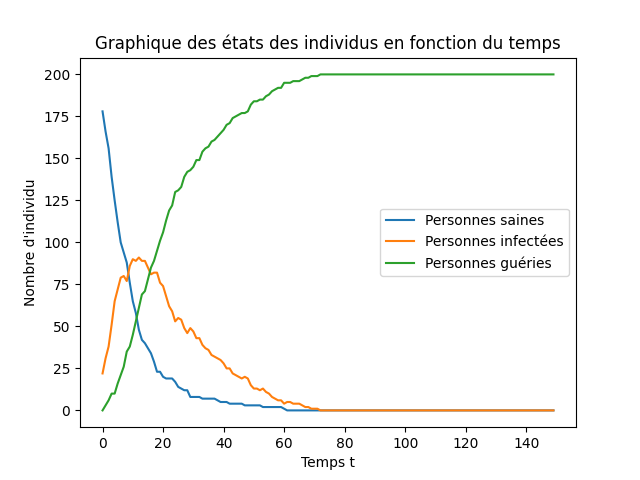 Graphique des états des individus en fonction du temps
200
175
150
125
100
75
50
25
0
Nombre d'individu
Personnes saines
Personnes infectées
Personnes guéries
0 20 40 60 80 100 120 140
Temps t